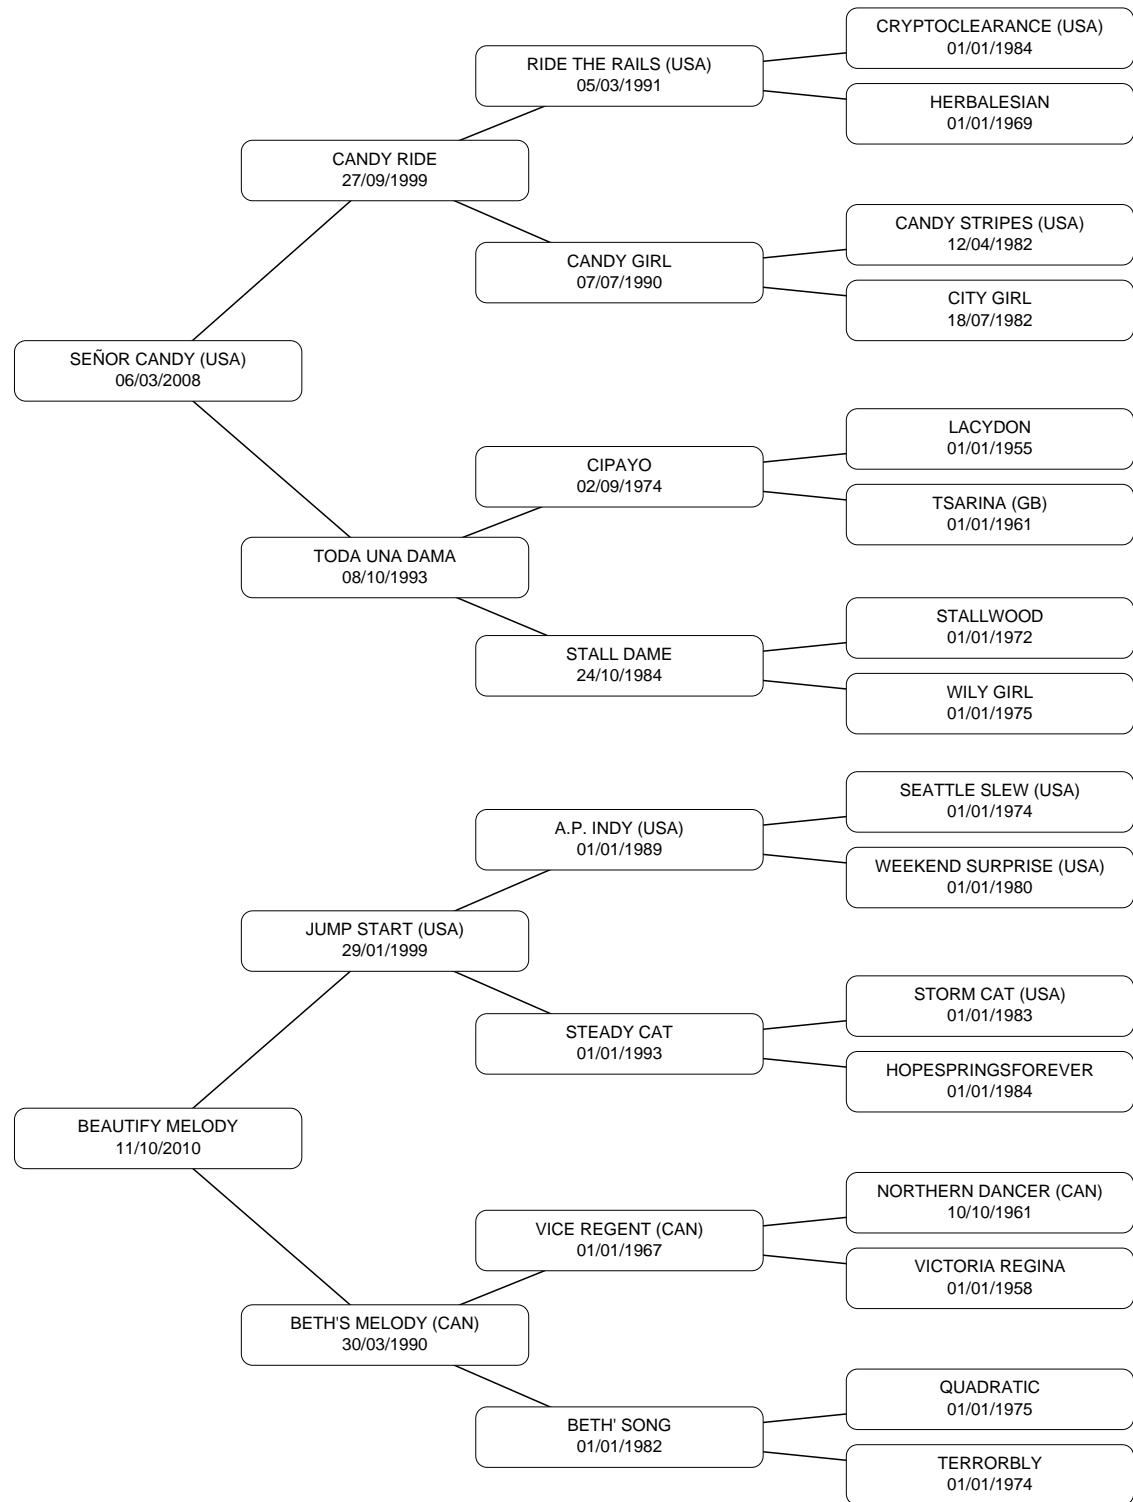 CRYPTOCLEARANCE (USA)
01/01/1984
RIDE THE RAILS (USA)
05/03/1991
HERBALESIAN
01/01/1969
CANDY RIDE
27/09/1999
CANDY STRIPES (USA)
12/04/1982
CANDY GIRL
07/07/1990
CITY GIRL
18/07/1982
SEÑOR CANDY (USA)
06/03/2008
LACYDON
01/01/1955
CIPAYO
02/09/1974
TSARINA (GB)
01/01/1961
TODA UNA DAMA
08/10/1993
STALLWOOD
01/01/1972
STALL DAME
24/10/1984
WILY GIRL
01/01/1975
SEATTLE SLEW (USA)
01/01/1974
A.P. INDY (USA)
01/01/1989
WEEKEND SURPRISE (USA)
01/01/1980
JUMP START (USA)
29/01/1999
STORM CAT (USA)
01/01/1983
STEADY CAT
01/01/1993
HOPESPRINGSFOREVER
01/01/1984
BEAUTIFY MELODY
11/10/2010
NORTHERN DANCER (CAN)
10/10/1961
VICE REGENT (CAN)
01/01/1967
VICTORIA REGINA
01/01/1958
BETH'S MELODY (CAN)
30/03/1990
QUADRATIC
01/01/1975
BETH' SONG
01/01/1982
TERRORBLY
01/01/1974